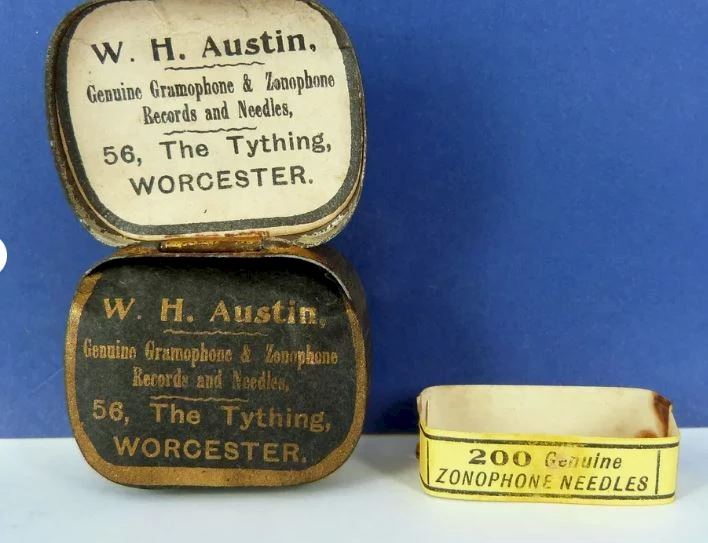 W. H. Austin,
Genuine Gramophone & Zonophone
Records and Needles,
56, The Tything,
WORCESTER.
W. H. Austin,
Genuine Gramophone & Zonophone
Records and Needles,
56, The Tything,
WORCESTER.
200 Genuine
ZONOPHONE NEEDLES